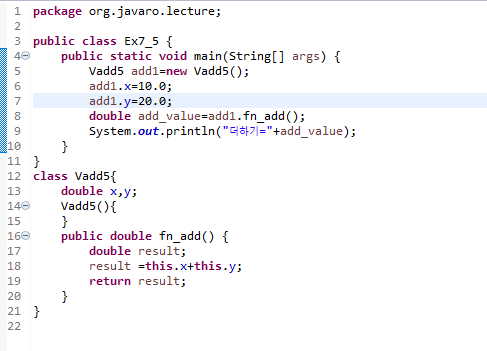 1 package org.javaro.lecture;
2
3 public class Ex7_5 {
4 public static void main(String[] args) {
5 Vadd5 add1=new Vadd5();
6 add1.x=10.0;
7 add1.y=20.0;
8 double add_value=add1.fn_add();
9 System.out.println("더하기="+add_value);
10 }
11 }
12 class Vadd5{
13 double x,y;
14 Vadd5(){
15 }
16 public double fn_add() {
17 double result;
18 result =this.x+this.y;
19 return result;
20 }
21 }
22